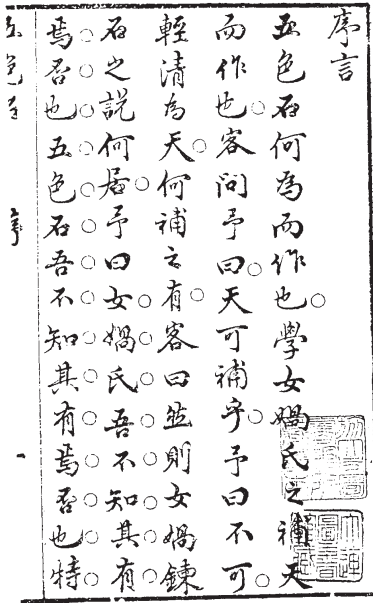 序言
五色石何為而作也學女媧氏之補天
而作也客問予曰天可補乎予曰不可
輕清為天何補之有客曰然則女媧鍊
石之說何居予曰女媧氏吾不知其有
焉否也五色石吾不知其有焉否也特
五色石
序